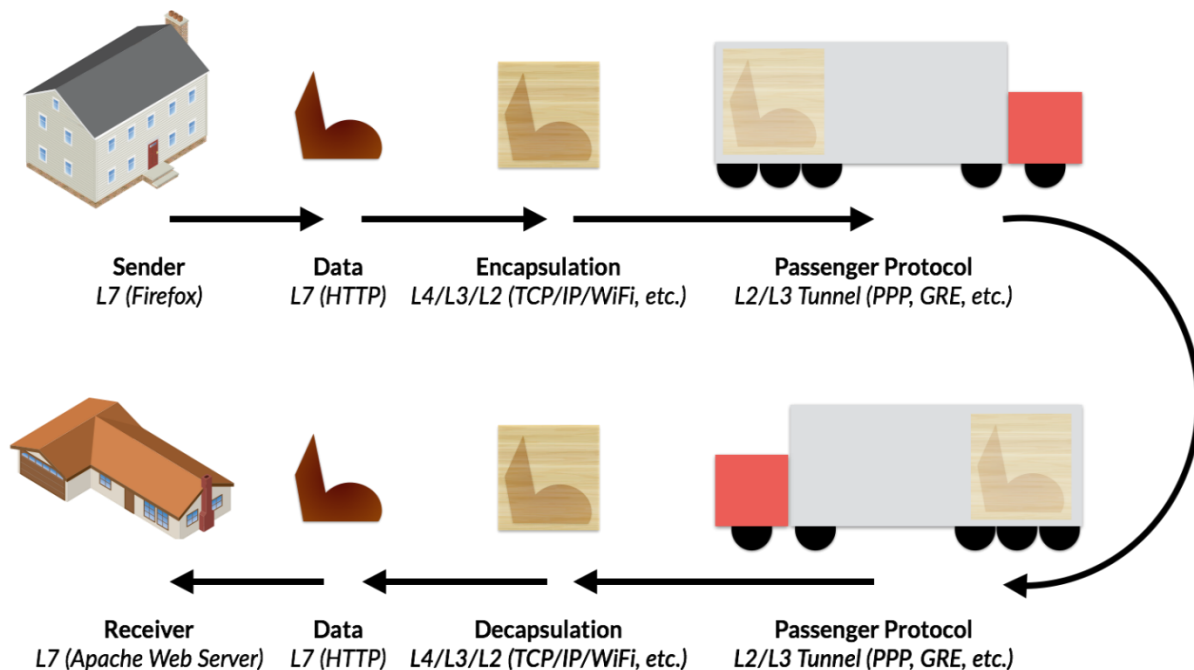 Sender
L7 (Firefox)
Data
L7 (HTTP)
Encapsulation
L4/L3/L2 (TCP/IP/WiFi, etc.)
Passenger Protocol
L2/L3 Tunnel (PPP, GRE, etc.)
Receiver
L7 (Apache Web Server)
Data
L7 (HTTP)
Decapsulation
L4/L3/L2 (TCP/IP/WiFi, etc.)
Passenger Protocol
L2/L3 Tunnel (PPP, GRE, etc.)